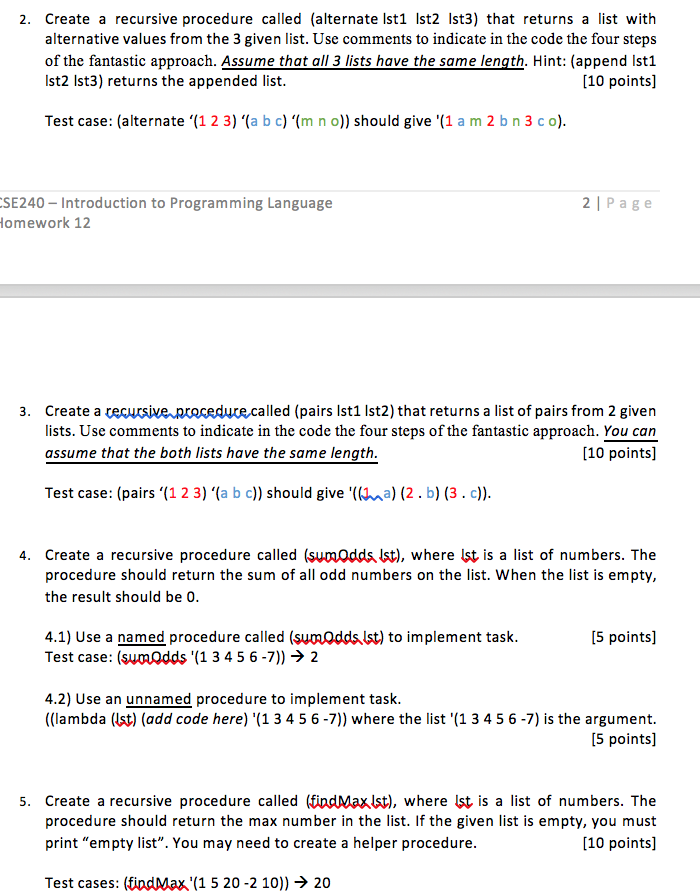 2. Create a recursive procedure called (alternate lst1 lst2 lst3) that returns a list with
alternative values from the 3 given list. Use comments to indicate in the code the four steps
of the fantastic approach. Assume that all 3 lists have the same length. Hint: (append lst1
lst2 lst3) returns the appended list. [10 points]
Test case: (alternate ‘(1 2 3) ‘(a b c) ‘(m n o)) should give '(1 a m 2 b n 3 c o).
CSE240 – Introduction to Programming Language 2 | Page
Homework 12
3. Create a recursive procedure called (pairs lst1 lst2) that returns a list of pairs from 2 given
lists. Use comments to indicate in the code the four steps of the fantastic approach. You can
assume that the both lists have the same length. [10 points]
Test case: (pairs ‘(1 2 3) ‘(a b c)) should give '((1 . a) (2 . b) (3 . c)).
4. Create a recursive procedure called (sumOdds lst), where lst is a list of numbers. The
procedure should return the sum of all odd numbers on the list. When the list is empty,
the result should be 0.
4.1) Use a named procedure called (sumOdds lst) to implement task. [5 points]
Test case: (sumOdds '(1 3 4 5 6 -7)) → 2
4.2) Use an unnamed procedure to implement task.
((lambda (lst) (add code here) '(1 3 4 5 6 -7)) where the list '(1 3 4 5 6 -7) is the argument.
[5 points]
5. Create a recursive procedure called (findMax lst), where lst is a list of numbers. The
procedure should return the max number in the list. If the given list is empty, you must
print “empty list”. You may need to create a helper procedure. [10 points]
Test cases: (findMax '(1 5 20 -2 10)) → 20